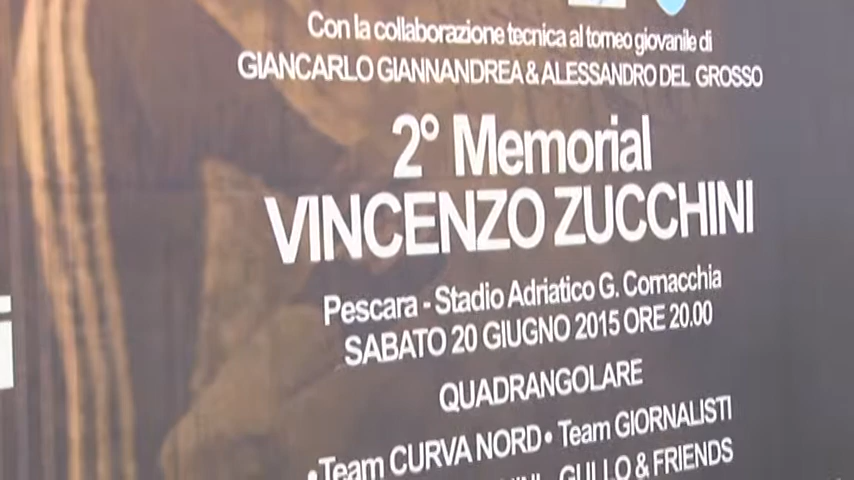 Con la collaborazione tecnica al torneo giovanile di
GIANCARLO GIANNANDREA & ALESSANDRO DEL GROSSO
2° Memorial
VINCENZO ZUCCHINI
Pescara - Stadio Adriatico G. Cornacchia
SABATO 20 GIUGNO 2015 ORE 20.00
QUADRANGOLARE
• Team CURVA NORD • Team GIORNALISTI
GULLO & FRIENDS